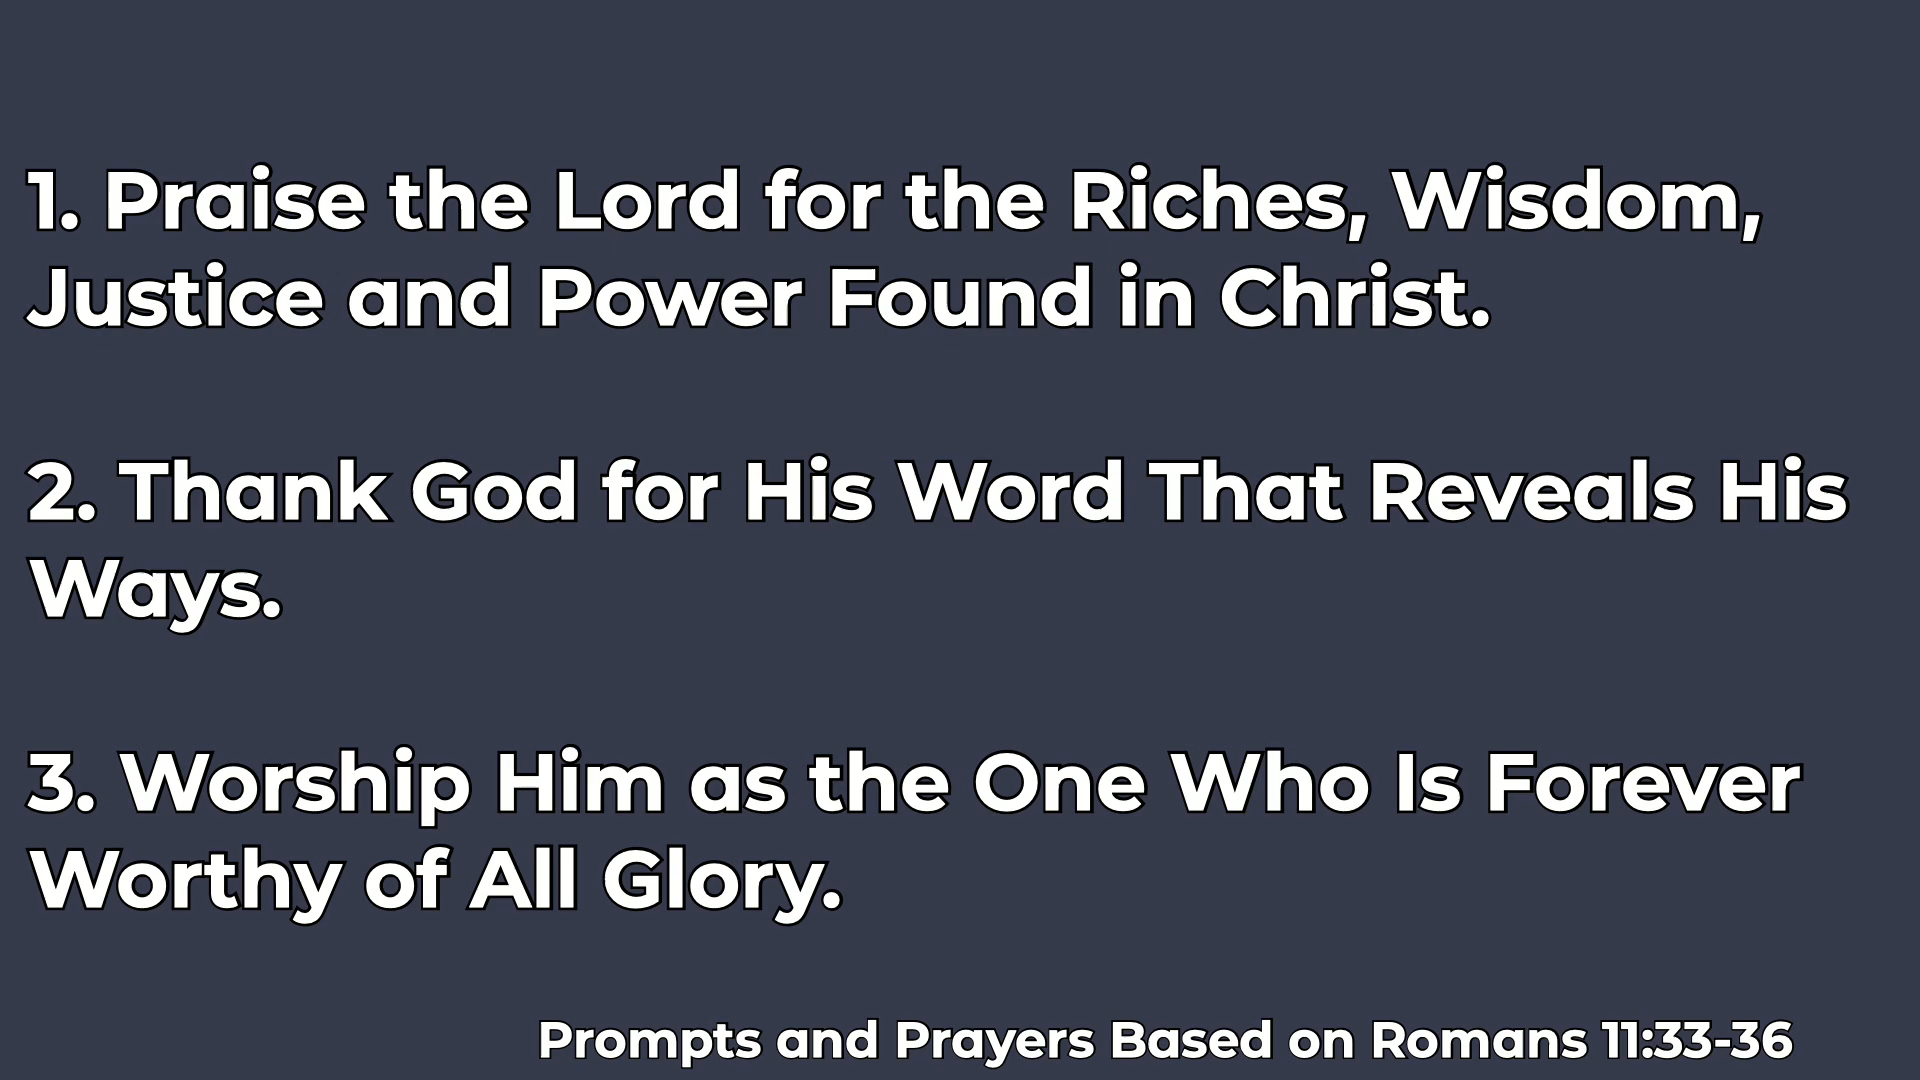 1. Praise the Lord for the Riches, Wisdom,
Justice and Power Found in Christ.
2. Thank God for His Word That Reveals His
Ways.
3. Worship Him as the One Who Is Forever
Worthy of All Glory.
Prompts and Prayers Based on Romans 11:33-36